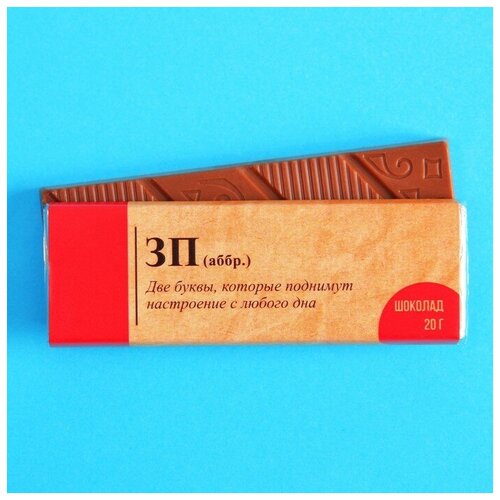 ЗП (аббр.)
Две буквы, которые поднимут
настроение с любого дна
ШОКОЛАД
20 Г